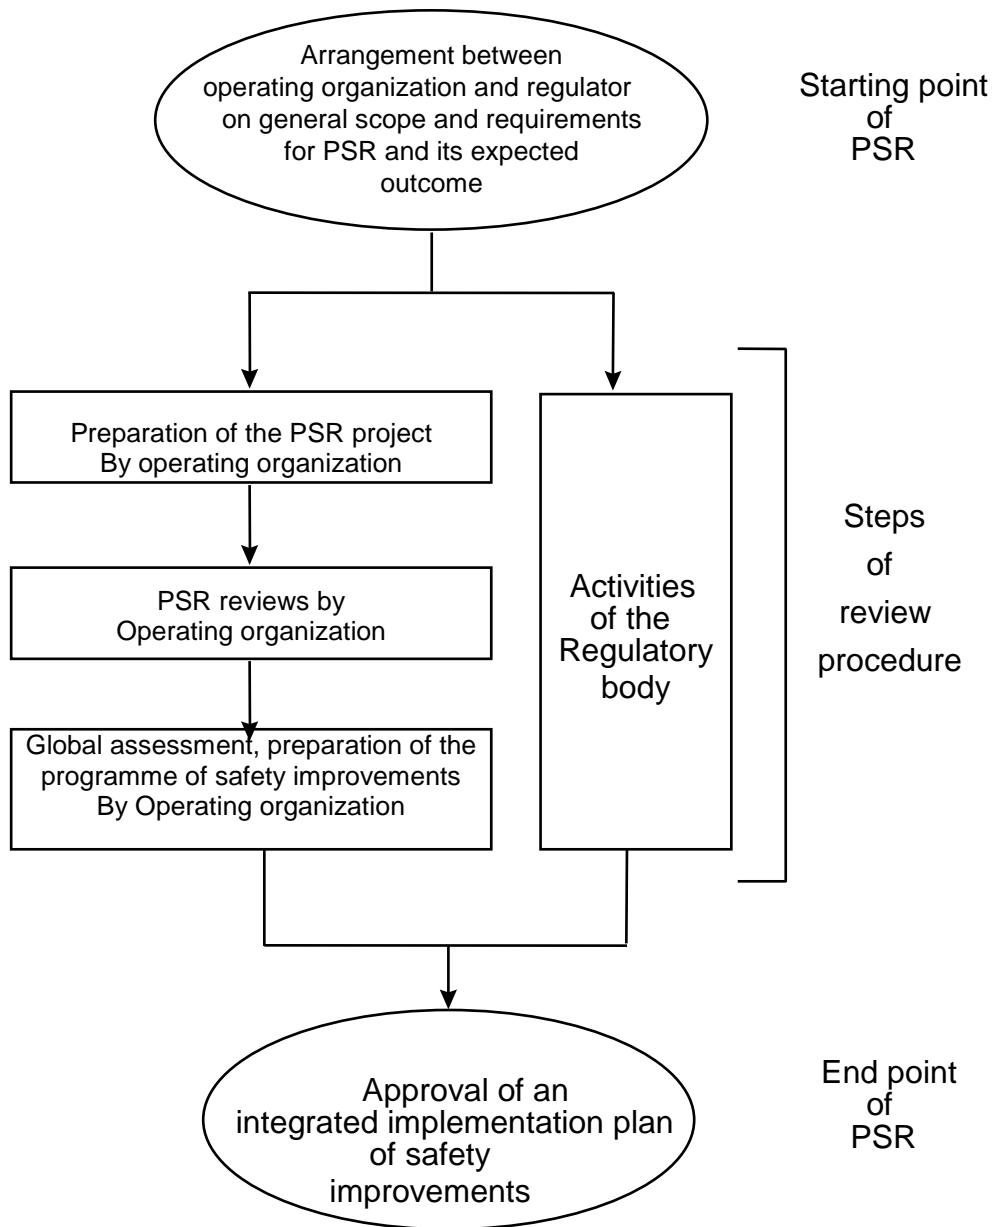 Arrangement between
operating organization and regulator
on general scope and requirements
for PSR and its expected
outcome
Starting point
of
PSR
Preparation of the PSR project
By operating organization
PSR reviews by
Operating organization
Global assessment, preparation of the
programme of safety improvements
By Operating organization
Activities
of the
Regulatory
body
Steps
of
review
procedure
Approval of an
integrated implementation plan
of safety
improvements
End point
of
PSR